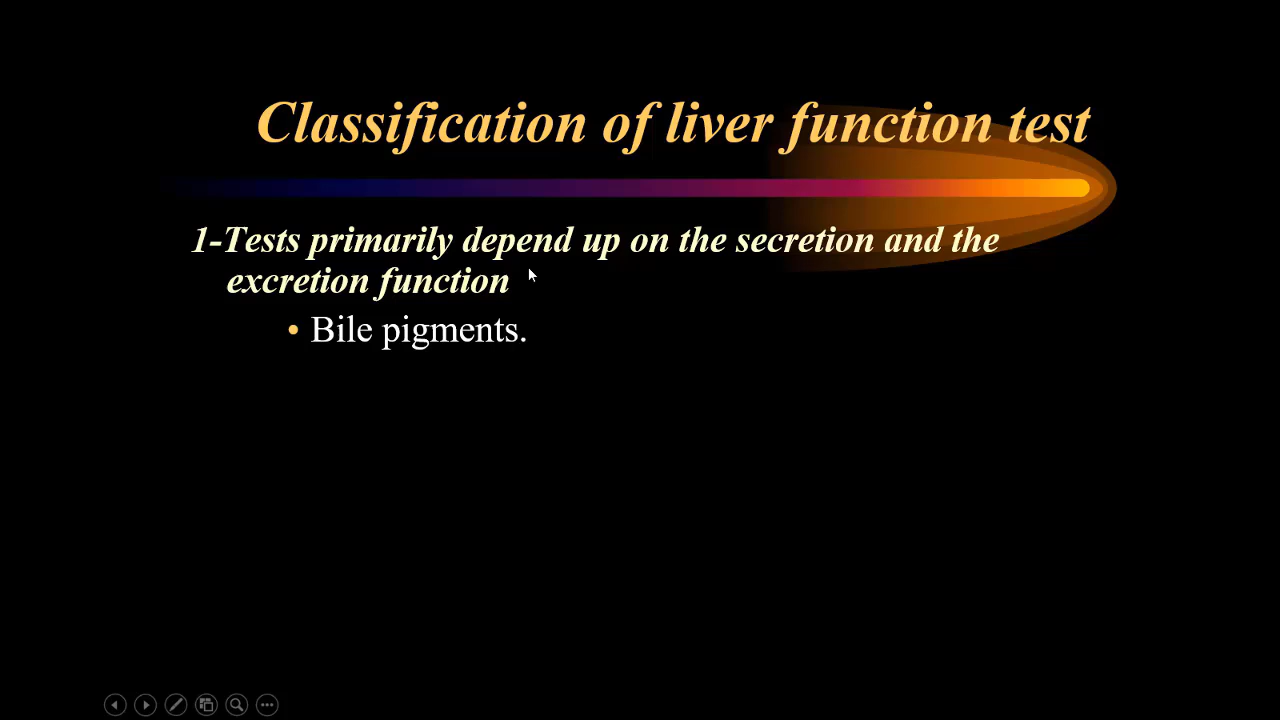 Classification of liver function test
1-Tests primarily depend up on the secretion and the
excretion function
• Bile pigments.